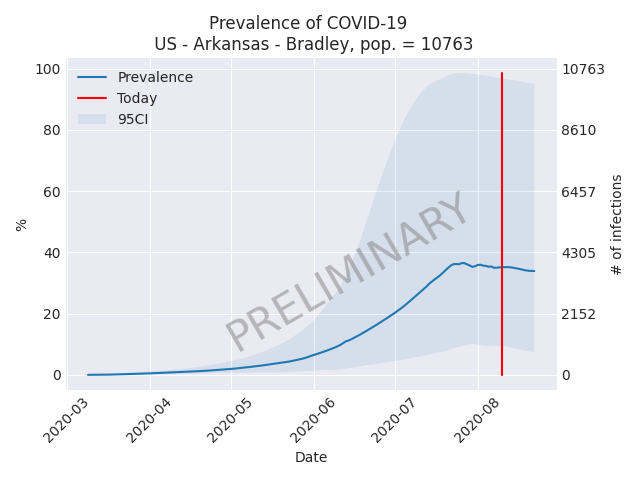 Prevalence of COVID-19
US - Arkansas - Bradley, pop. = 10763
Prevalence
Today
95CI
PRELIMINARY
%
100
80
60
40
20
0
# of infections
10763
8610
6457
4305
2152
0
2020-03
2020-04
2020-05
2020-06
2020-07
2020-08
Date